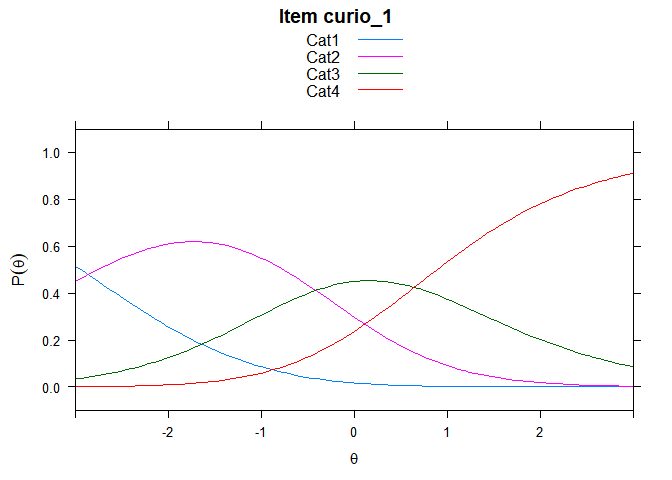 Item curio_1
Cat1
Cat2
Cat3
Cat4
P(θ)
1.0
0.8
0.6
0.4
0.2
0.0
-2 -1 0 1 2
θ